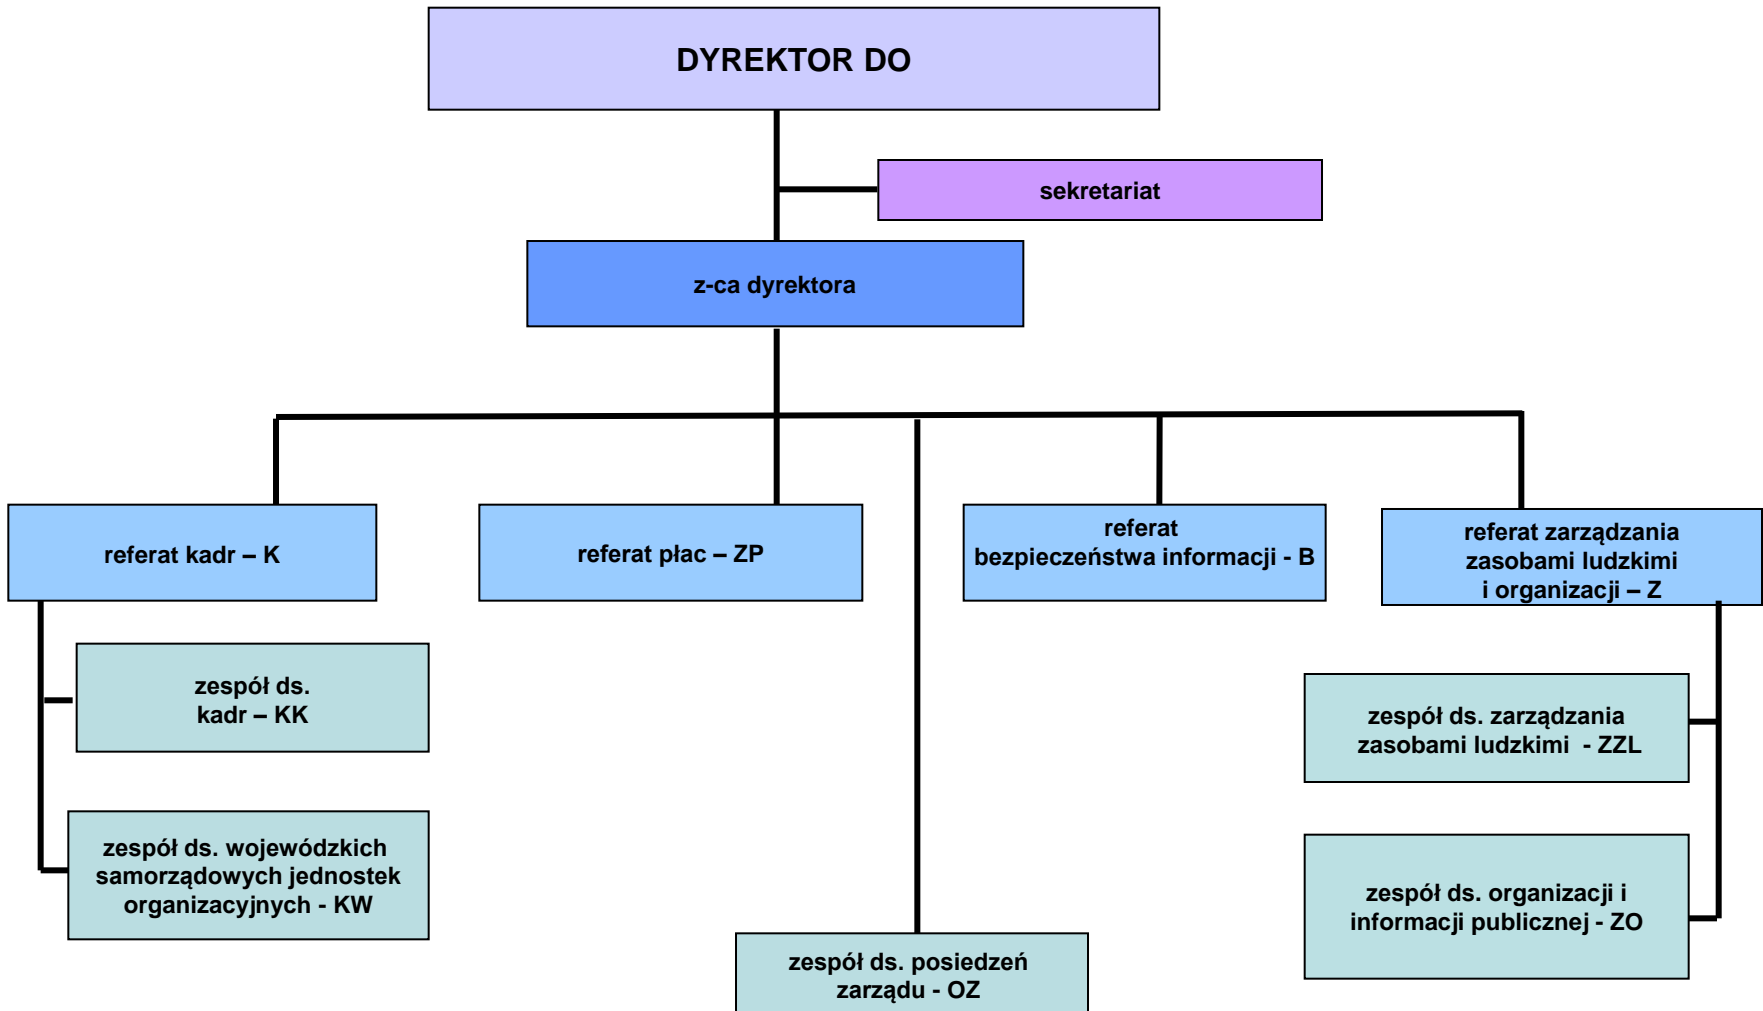 DYREKTOR DO
sekretariat
z-ca dyrektora
referat kadr – K
referat płac – ZP
referat
bezpieczeństwa informacji - B
referat zarządzania
zasobami ludzkimi
i organizacji – Z
zespół ds.
kadr – KK
zespół ds. zarządzania
zasobami ludzkimi - ZZL
zespół ds. wojewódzkich
samorządowych jednostek
organizacyjnych - KW
zespół ds. organizacji i
informacji publicznej - ZO
zespół ds. posiedzeń
zarządu - OZ